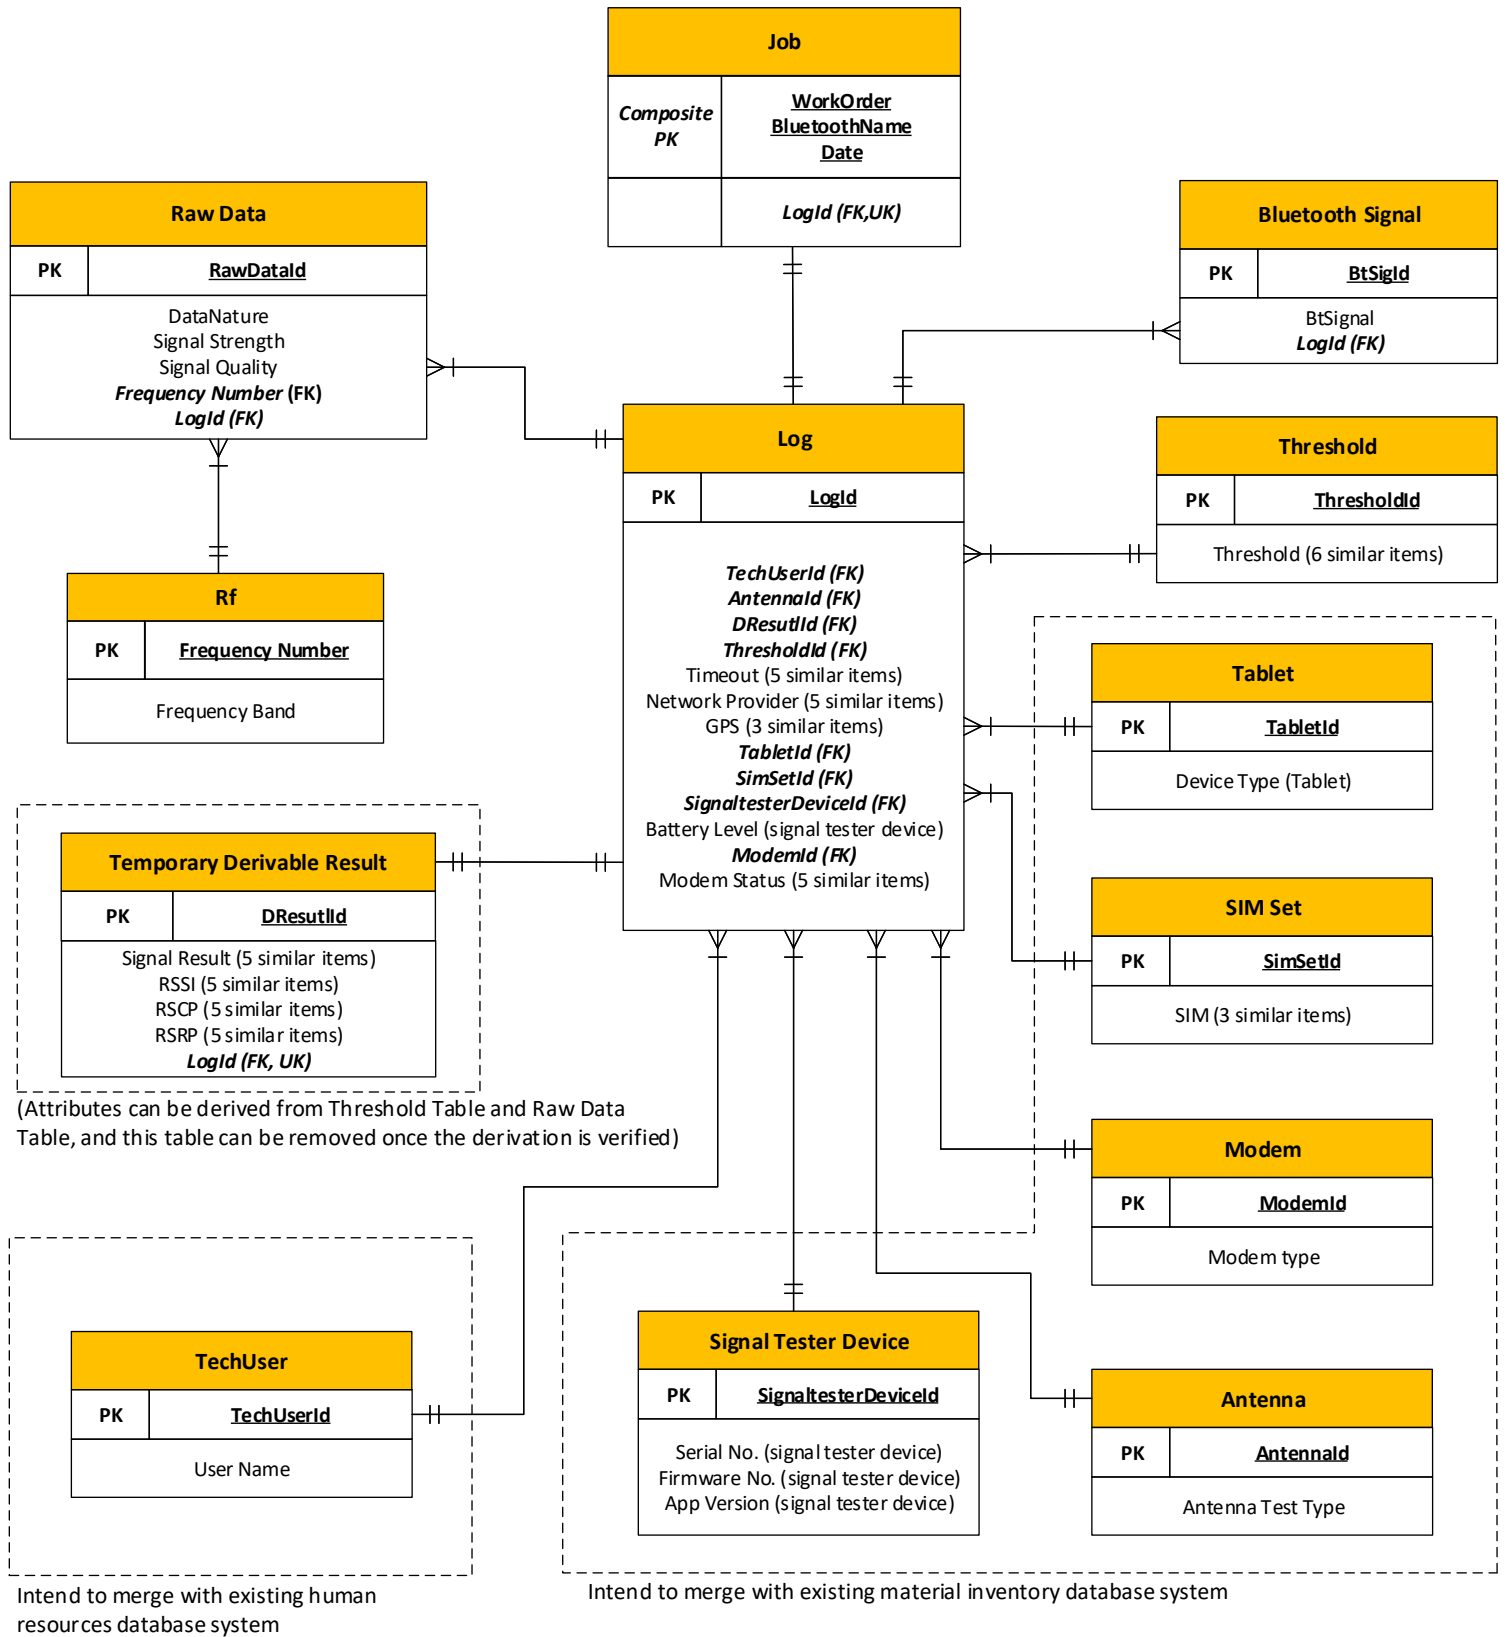 Job
Composite
PK
WorkOrder
BluetoothName
Date
LogId (FK,UK)
Raw Data
PK
RawDataId
DataNature
Signal Strength
Signal Quality
Frequency Number (FK)
LogId (FK)
Bluetooth Signal
PK
BtSigId
BtSignal
LogId (FK)
Log
PK
LogId
TechUserId (FK)
AntennaId (FK)
DResutlId (FK)
ThresholdId (FK)
Timeout (5 similar items)
Network Provider (5 similar items)
GPS (3 similar items)
TabletId (FK)
SimSetId (FK)
SignaltesterDeviceId (FK)
Battery Level (signal tester device)
ModemId (FK)
Modem Status (5 similar items)
Threshold
PK
ThresholdId
Threshold (6 similar items)
Rf
PK
Frequency Number
Frequency Band
Tablet
PK
TabletId
Device Type (Tablet)
Temporary Derivable Result
PK
DResutlId
Signal Result (5 similar items)
RSSI (5 similar items)
RSCP (5 similar items)
RSRP (5 similar items)
LogId (FK, UK)
(Attributes can be derived from Threshold Table and Raw Data
Table, and this table can be removed once the derivation is verified)
SIM Set
PK
SimSetId
SIM (3 similar items)
Modem
PK
ModemId
Modem type
TechUser
PK
TechUserId
User Name
Intend to merge with existing human
resources database system
Signal Tester Device
PK
SignaltesterDeviceId
Serial No. (signal tester device)
Firmware No. (signal tester device)
App Version (signal tester device)
Antenna
PK
AntennaId
Antenna Test Type
Intend to merge with existing material inventory database system